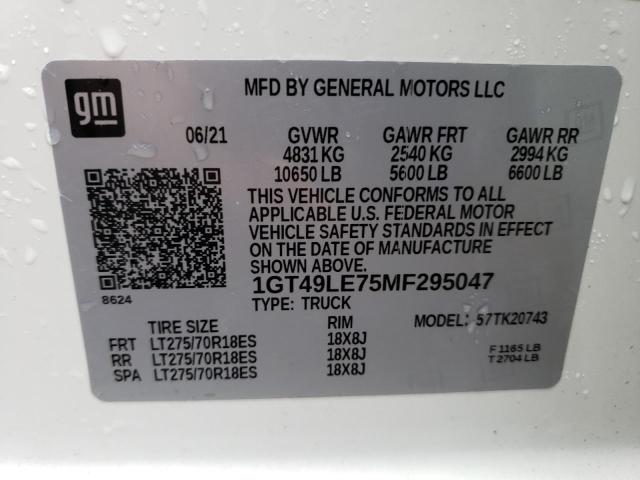 gm
MFD BY GENERAL MOTORS LLC
06/21 GVWR GAWR FRT GAWR RR
4831 KG 2540 KG 2994 KG
10650 LB 5600 LB 6600 LB
THIS VEHICLE CONFORMS TO ALL
APPLICABLE U.S. FEDERAL MOTOR
VEHICLE SAFETY STANDARDS IN EFFECT
ON THE DATE OF MANUFACTURE
SHOWN ABOVE.
8624
1GT49LE75MF295047
TYPE: TRUCK
TIRE SIZE RIM MODEL: 57TK20743
FRT LT275/70R18ES 18X8J
RR LT275/70R18ES 18X8J
SPA LT275/70R18ES 18X8J
F 1165 LB
T 2704 LB